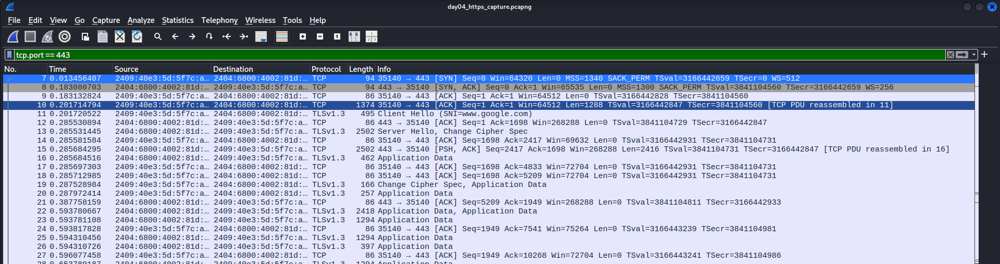 day04_https_capture.pcapng
File Edit View Go Capture Analyze Statistics Telephony Wireless Tools Help
tcp.port == 443
No. Time Source Destination Protocol Length Info
7 0.013456407 2409:40e3:5d:5f7c:a… 2404:6800:4002:81d:… TCP 94 35140 → 443 [SYN] Seq=0 Win=64320 Len=0 MSS=1340 SACK_PERM TSval=3166442659 TSecr=0 WS=512
8 0.183080703 2404:6800:4002:81d:… 2409:40e3:5d:5f7c:a… TCP 94 443 → 35140 [SYN, ACK] Seq=0 Ack=1 Win=65535 Len=0 MSS=1300 SACK_PERM TSval=3841104560 TSecr=3166442659 WS=256
9 0.183132824 2409:40e3:5d:5f7c:a… 2404:6800:4002:81d:… TCP 86 35140 → 443 [ACK] Seq=1 Ack=1 Win=64512 Len=0 TSval=3166442828 TSecr=3841104560
10 0.201714794 2409:40e3:5d:5f7c:a… 2404:6800:4002:81d:… TCP 1374 35140 → 443 [ACK] Seq=1 Ack=1 Win=64512 Len=1288 TSval=3166442847 TSecr=3841104560 [TCP PDU reassembled in 11]
11 0.201720522 2409:40e3:5d:5f7c:a… 2404:6800:4002:81d:… TLSv1.3 495 Client Hello (SNI=www.google.com)
12 0.285530894 2404:6800:4002:81d:… 2409:40e3:5d:5f7c:a… TCP 86 443 → 35140 [ACK] Seq=1 Ack=1698 Win=268288 Len=0 TSval=3841104729 TSecr=3166442847
13 0.285531445 2404:6800:4002:81d:… 2409:40e3:5d:5f7c:a… TLSv1.3 2502 Server Hello, Change Cipher Spec
14 0.285581584 2409:40e3:5d:5f7c:a… 2404:6800:4002:81d:… TCP 86 35140 → 443 [ACK] Seq=1698 Ack=2417 Win=69632 Len=0 TSval=3166442931 TSecr=3841104731
15 0.285684295 2404:6800:4002:81d:… 2409:40e3:5d:5f7c:a… TCP 2502 443 → 35140 [PSH, ACK] Seq=2417 Ack=1698 Win=268288 Len=2416 TSval=3841104731 TSecr=3166442847 [TCP PDU reassembled in 16]
16 0.285684516 2404:6800:4002:81d:… 2409:40e3:5d:5f7c:a… TLSv1.3 462 Application Data
17 0.285697303 2409:40e3:5d:5f7c:a… 2404:6800:4002:81d:… TCP 86 35140 → 443 [ACK] Seq=1698 Ack=4833 Win=72704 Len=0 TSval=3166442931 TSecr=3841104731
18 0.285712985 2409:40e3:5d:5f7c:a… 2404:6800:4002:81d:… TCP 86 35140 → 443 [ACK] Seq=1698 Ack=5209 Win=72704 Len=0 TSval=3166442931 TSecr=3841104731
19 0.287528984 2409:40e3:5d:5f7c:a… 2404:6800:4002:81d:… TLSv1.3 166 Change Cipher Spec, Application Data
20 0.287972414 2409:40e3:5d:5f7c:a… 2404:6800:4002:81d:… TLSv1.3 257 Application Data
21 0.387758159 2404:6800:4002:81d:… 2409:40e3:5d:5f7c:a… TCP 86 443 → 35140 [ACK] Seq=5209 Ack=1949 Win=268288 Len=0 TSval=3841104811 TSecr=3166442933
22 0.593780667 2404:6800:4002:81d:… 2409:40e3:5d:5f7c:a… TLSv1.3 2418 Application Data, Application Data
23 0.593781108 2404:6800:4002:81d:… 2409:40e3:5d:5f7c:a… TLSv1.3 1294 Application Data
24 0.593817828 2409:40e3:5d:5f7c:a… 2404:6800:4002:81d:… TCP 86 35140 → 443 [ACK] Seq=1949 Ack=7541 Win=75264 Len=0 TSval=3166443239 TSecr=3841104981
25 0.594310456 2404:6800:4002:81d:… 2409:40e3:5d:5f7c:a… TLSv1.3 1294 Application Data
26 0.594310726 2404:6800:4002:81d:… 2409:40e3:5d:5f7c:a… TLSv1.3 397 Application Data
27 0.596077458 2409:40e3:5d:5f7c:a… 2404:6800:4002:81d:… TCP 86 35140 → 443 [ACK] Seq=1949 Ack=10268 Win=72704 Len=0 TSval=3166443241 TSecr=3841104986
28 0.653789187 2404:6800:4002:81d:… 2409:40e3:5d:5f7c:a… TLSv1.3 1294 Application Data